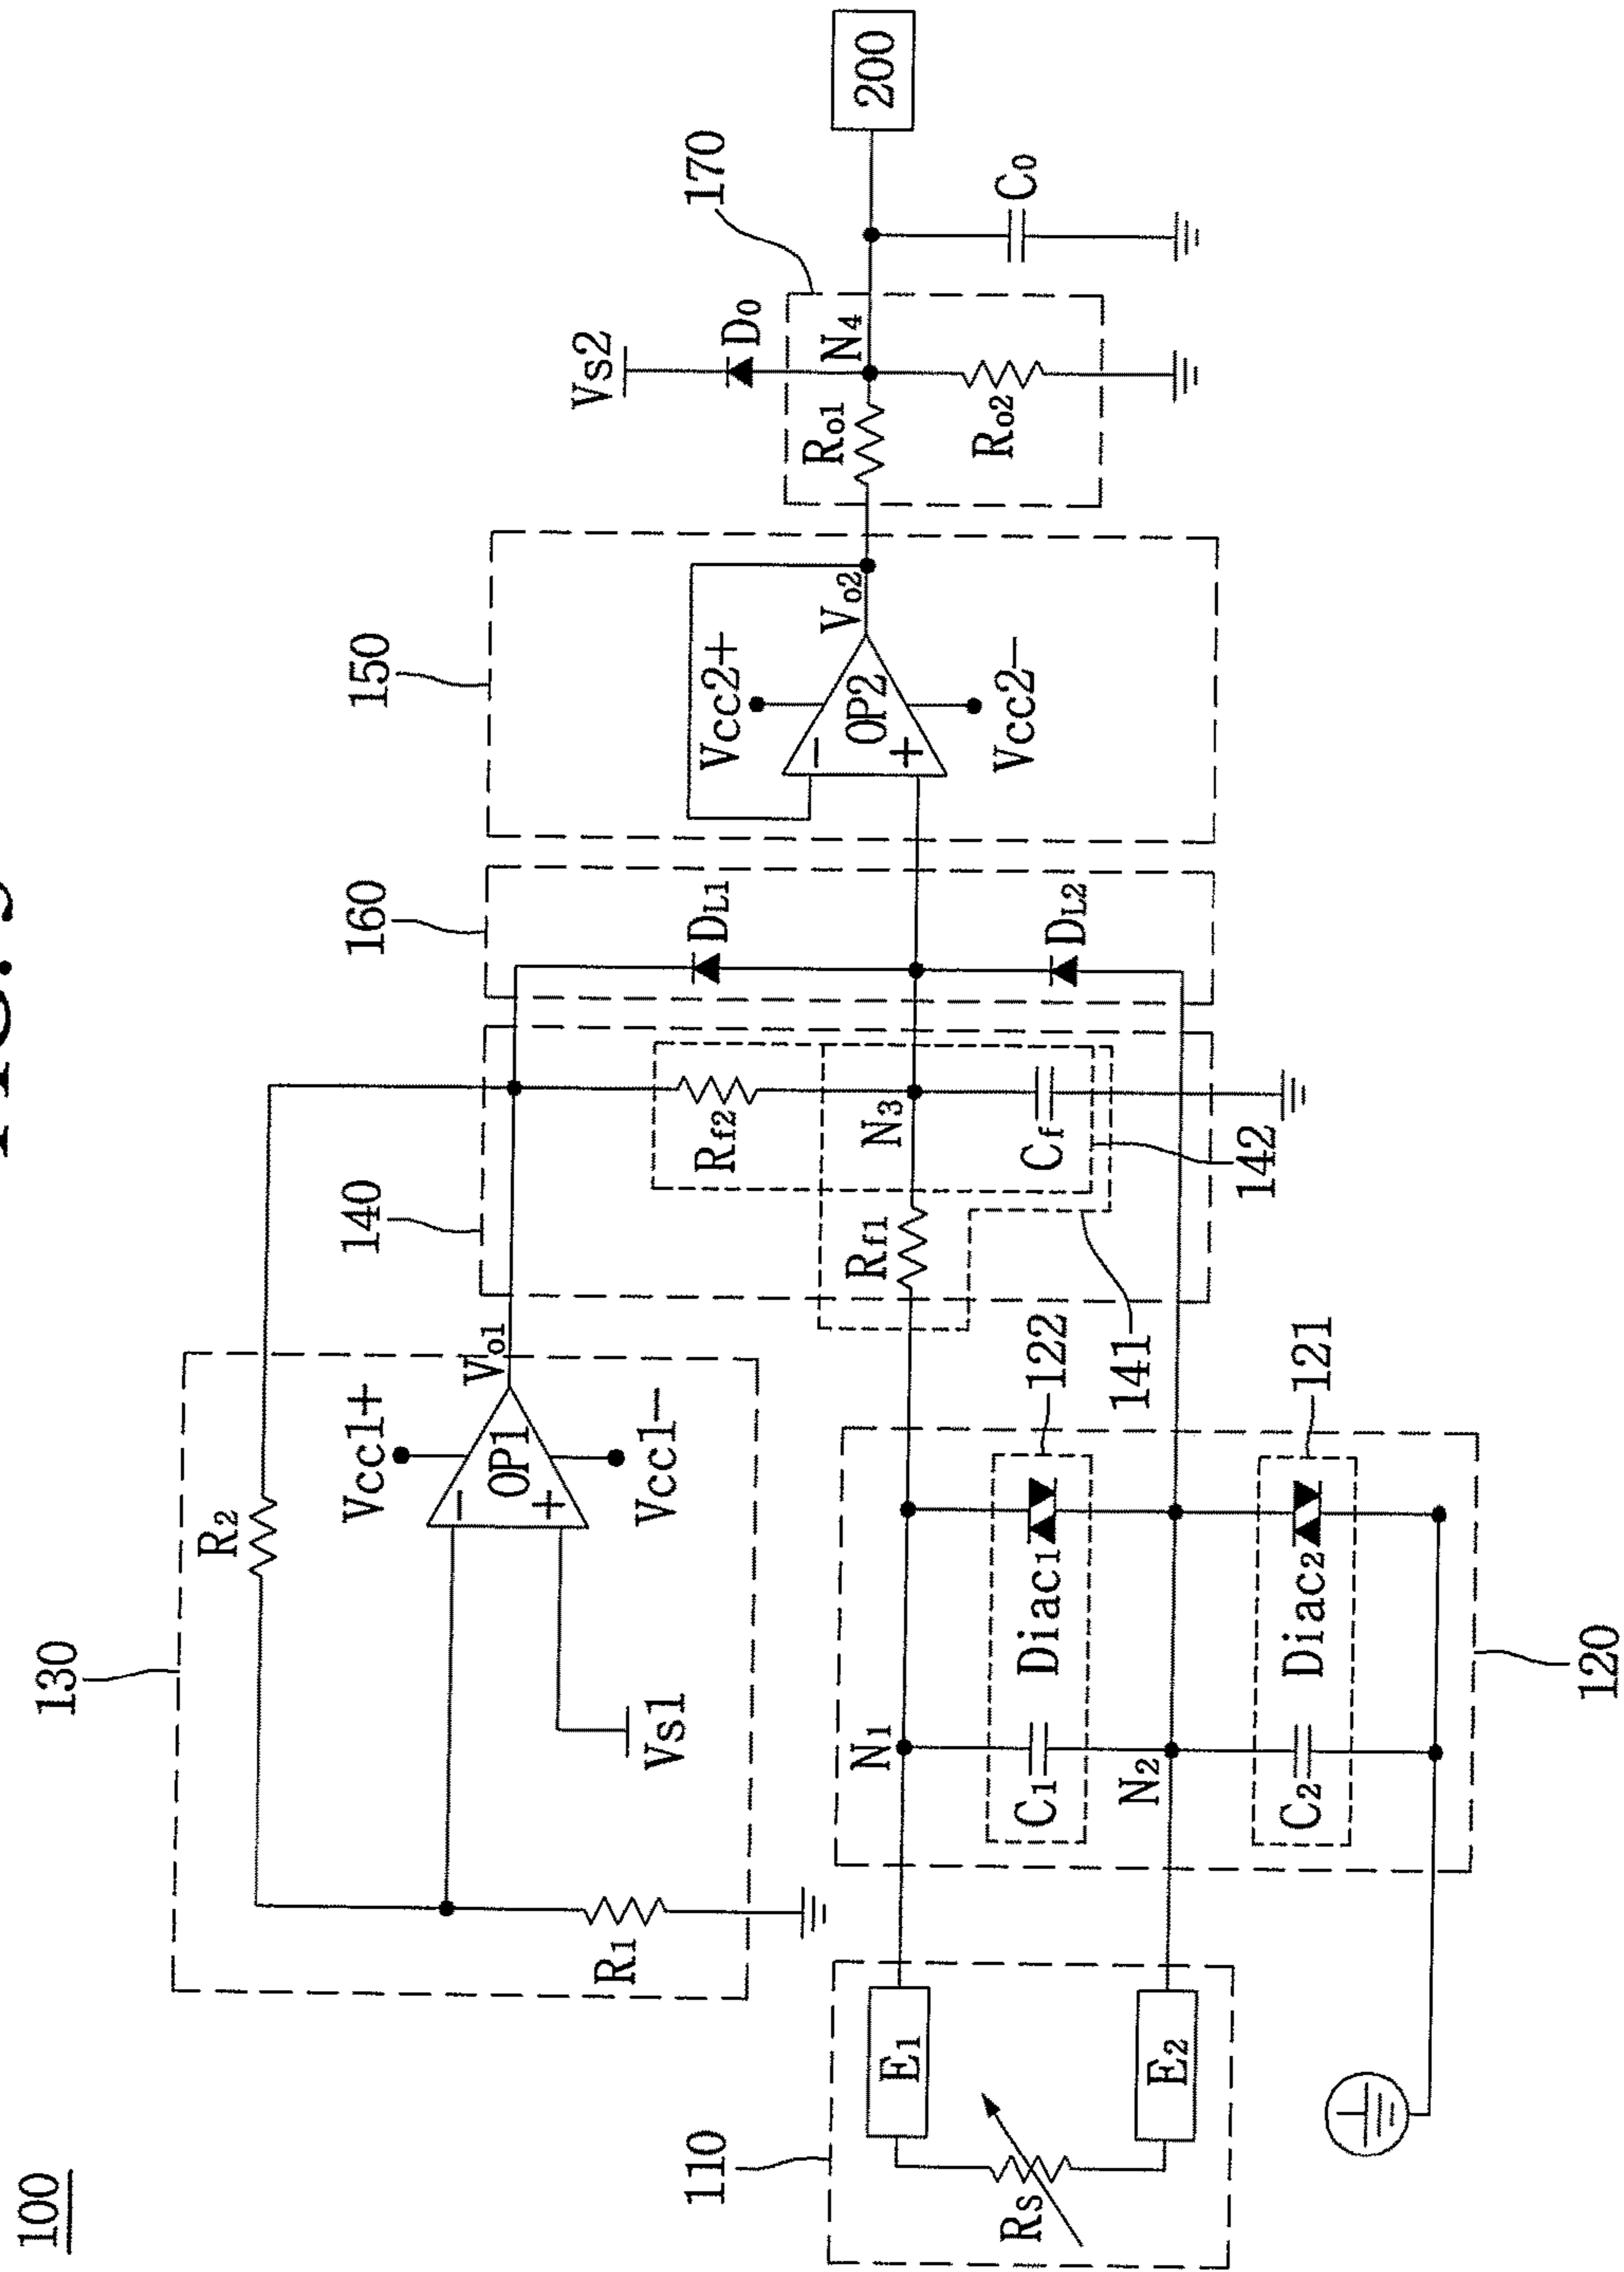 100
130
R₂
Vcc1+
OP1
−
+
Vcc1−
Vo1
Vs1
R₁
140
Rf2
N₃
Rf1
Cf
142
141
160
DL1
DL2
150
Vcc2+
OP2
−
+
Vcc2−
Vo2
170
Vs2
D₀
N₄
Ro1
Ro2
C₀
200
110
E₁
E₂
Rs
N₁
N₂
C₁
Diac₁
122
C₂
Diac₂
121
120